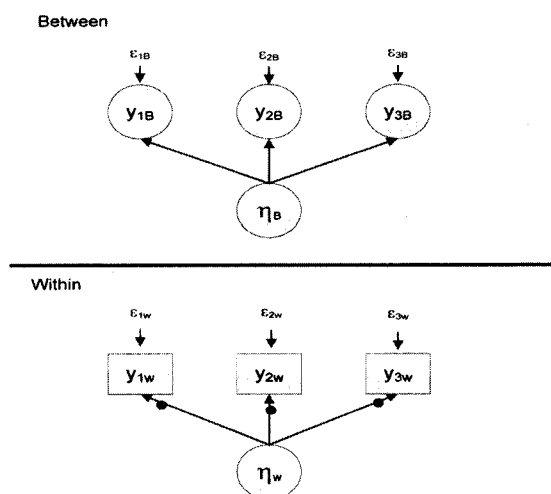 Between
ε1B ε2B ε3B
y1B y2B y3B
ηB
Within
ε1w ε2w ε3w
y1w y2w y3w
ηw